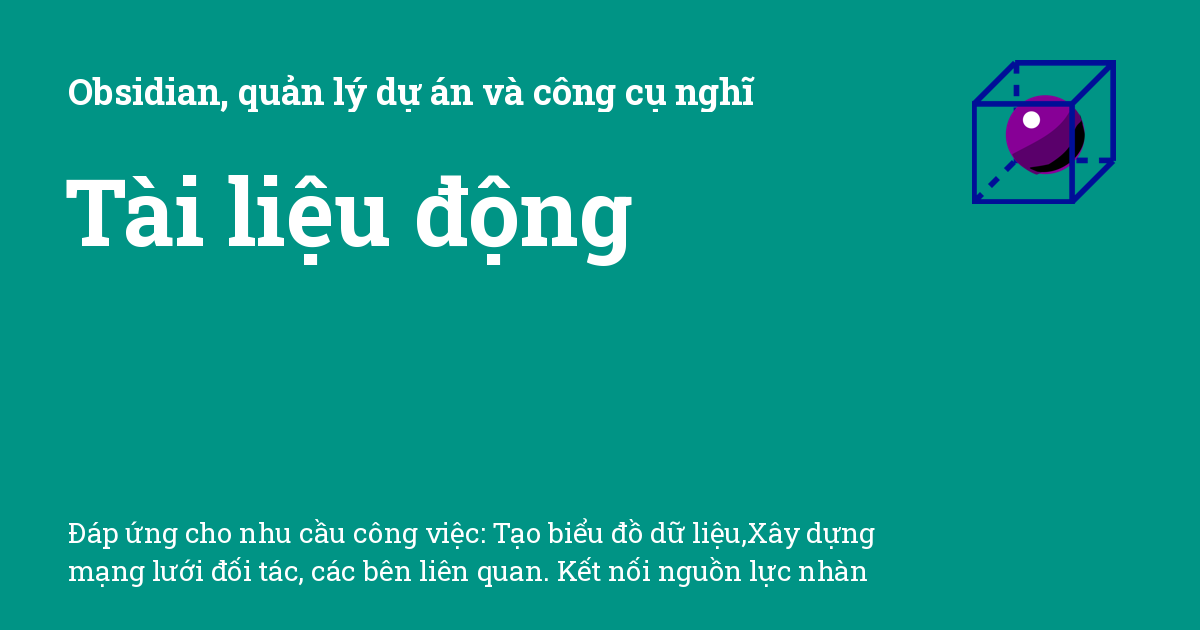 Obsidian, quản lý dự án và công cụ nghĩ
Tài liệu động
Đáp ứng cho nhu cầu công việc: Tạo biểu đồ dữ liệu,Xây dựng
mạng lưới đối tác, các bên liên quan. Kết nối nguồn lực nhàn